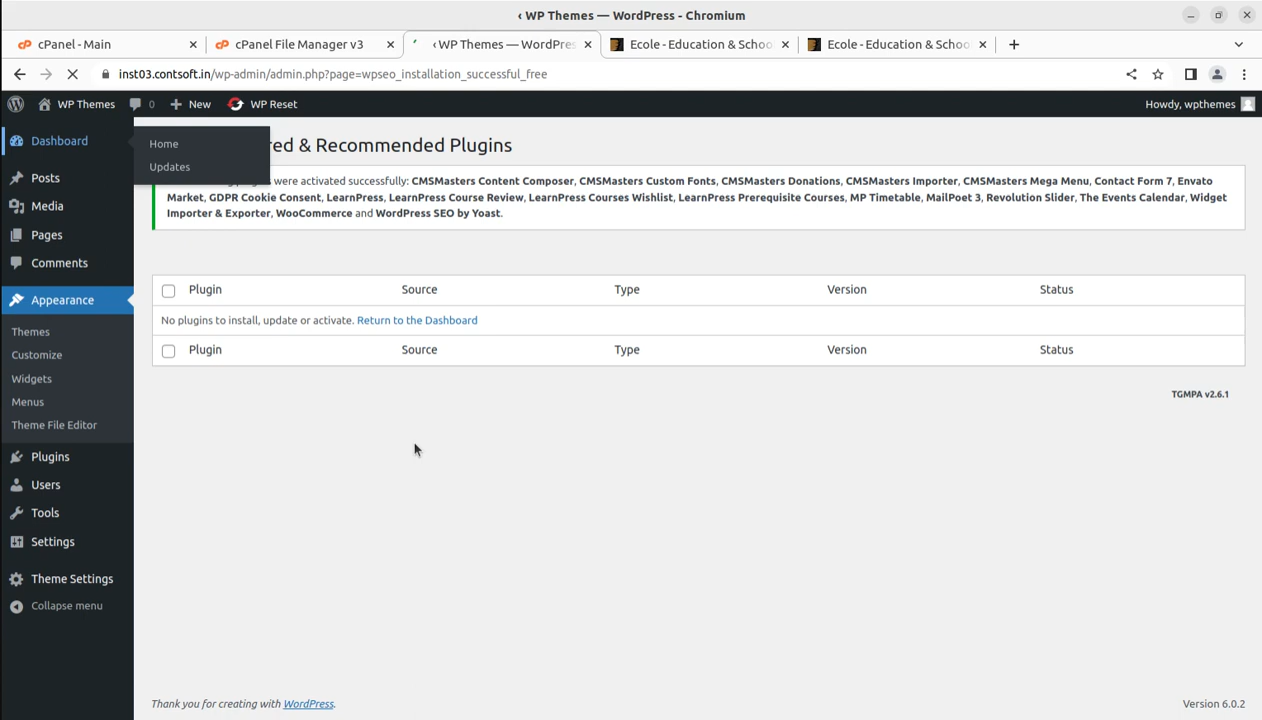 ‹ WP Themes — WordPress - Chromium
cPanel - Main
cPanel File Manager v3
‹ WP Themes — WordPres
Ecole - Education & Schoo
Ecole - Education & Schoo
inst03.contsoft.in/wp-admin/admin.php?page=wpseo_installation_successful_free
WP Themes
0
New
WP Reset
Howdy, wpthemes
Dashboard
Home
Updates
Posts
Media
Pages
Comments
Appearance
Themes
Customize
Widgets
Menus
Theme File Editor
Plugins
Users
Tools
Settings
Theme Settings
Collapse menu
& Recommended Plugins
were activated successfully: CMSMasters Content Composer, CMSMasters Custom Fonts, CMSMasters Donations, CMSMasters Importer, CMSMasters Mega Menu, Contact Form 7, Envato
Market, GDPR Cookie Consent, LearnPress, LearnPress Course Review, LearnPress Courses Wishlist, LearnPress Prerequisite Courses, MP Timetable, MailPoet 3, Revolution Slider, The Events Calendar, Widget
Importer & Exporter, WooCommerce and WordPress SEO by Yoast.
Plugin Source Type Version Status
No plugins to install, update or activate. Return to the Dashboard
Plugin Source Type Version Status
TGMPA v2.6.1
Thank you for creating with WordPress.
Version 6.0.2